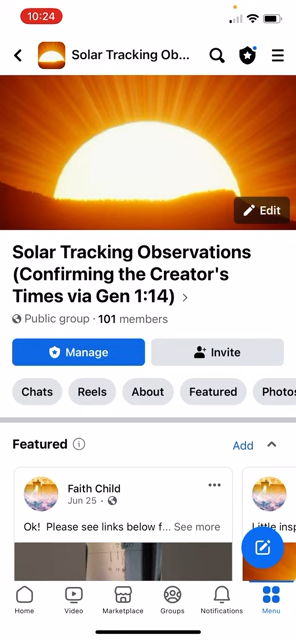 10:24
Solar Tracking Ob...
Edit
Solar Tracking Observations
(Confirming the Creator's
Times via Gen 1:14)
Public group · 101 members
Manage
Invite
Chats
Reels
About
Featured
Photos
Featured
Add
Faith Child
Jun 25 ·
Ok! Please see links below f... See more
Little insp
Home
Video
Marketplace
Groups
Notifications
Menu